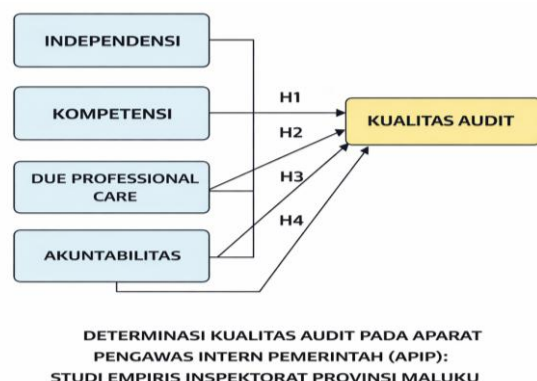 INDEPENDENSI
KOMPETENSI
DUE PROFESSIONAL
CARE
AKUNTABILITAS
H1
H2
H3
H4
KUALITAS AUDIT
DETERMINASI KUALITAS AUDIT PADA APARAT
PENGAWAS INTERN PEMERINTAH (APIP):
STUDI EMPIRIS INSPEKTORAT PROVINSI MALUKU